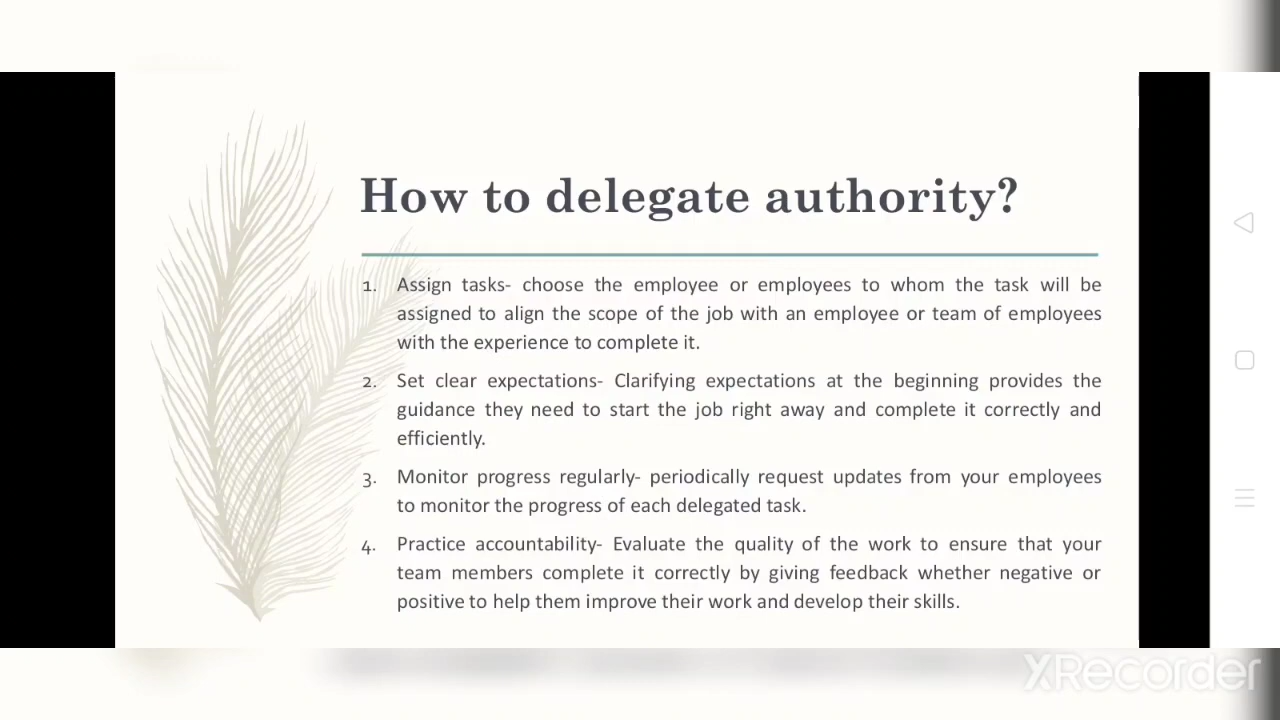 How to delegate authority?
1. Assign tasks- choose the employee or employees to whom the task will be
assigned to align the scope of the job with an employee or team of employees
with the experience to complete it.
2. Set clear expectations- Clarifying expectations at the beginning provides the
guidance they need to start the job right away and complete it correctly and
efficiently.
3. Monitor progress regularly- periodically request updates from your employees
to monitor the progress of each delegated task.
4. Practice accountability- Evaluate the quality of the work to ensure that your
team members complete it correctly by giving feedback whether negative or
positive to help them improve their work and develop their skills.
XRecorder